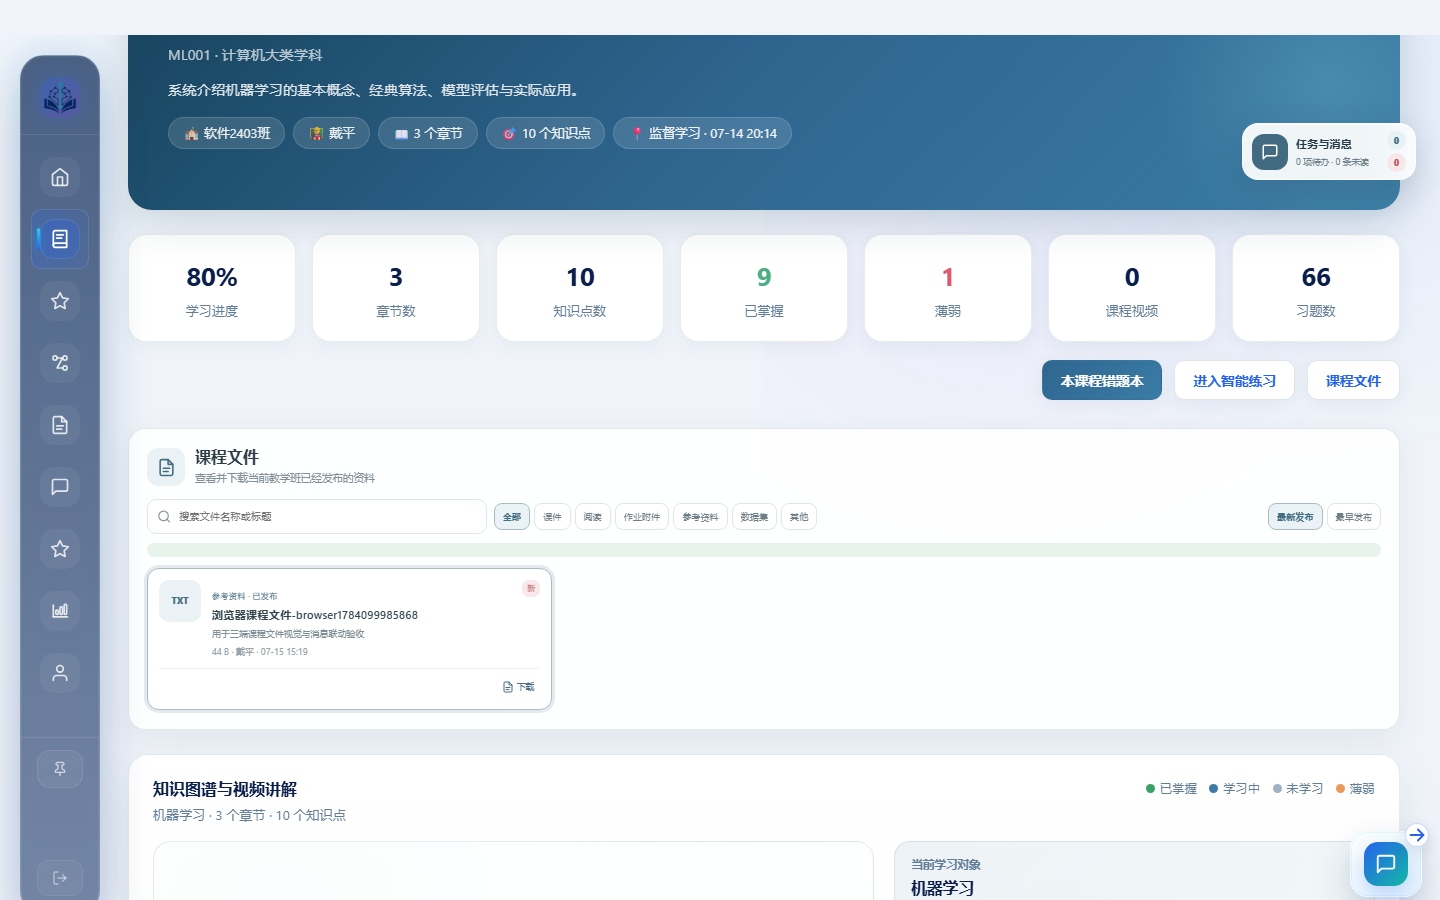 ML001 · 计算机大类学科
系统介绍机器学习的基本概念、经典算法、模型评估与实际应用。
软件2403班
戴平
3 个章节
10 个知识点
监督学习 · 07-14 20:14
任务与消息
0 项待办 · 0 条未读
0
0
80%
学习进度
3
章节数
10
知识点数
9
已掌握
1
薄弱
0
课程视频
66
习题数
本课程错题本
进入智能练习
课程文件
课程文件
查看并下载当前教学班已经发布的资料
搜索文件名称或标题
全部
课件
阅读
作业附件
参考资料
数据集
其他
最新发布
最早发布
TXT
参考资料 · 已发布
新
浏览器课程文件-browser1784099985868
用于三端课程文件视觉与消息联动验收
44 B · 戴平 · 07-15 15:19
下载
知识图谱与视频讲解
机器学习 · 3 个章节 · 10 个知识点
已掌握
学习中
未学习
薄弱
当前学习对象
机器学习